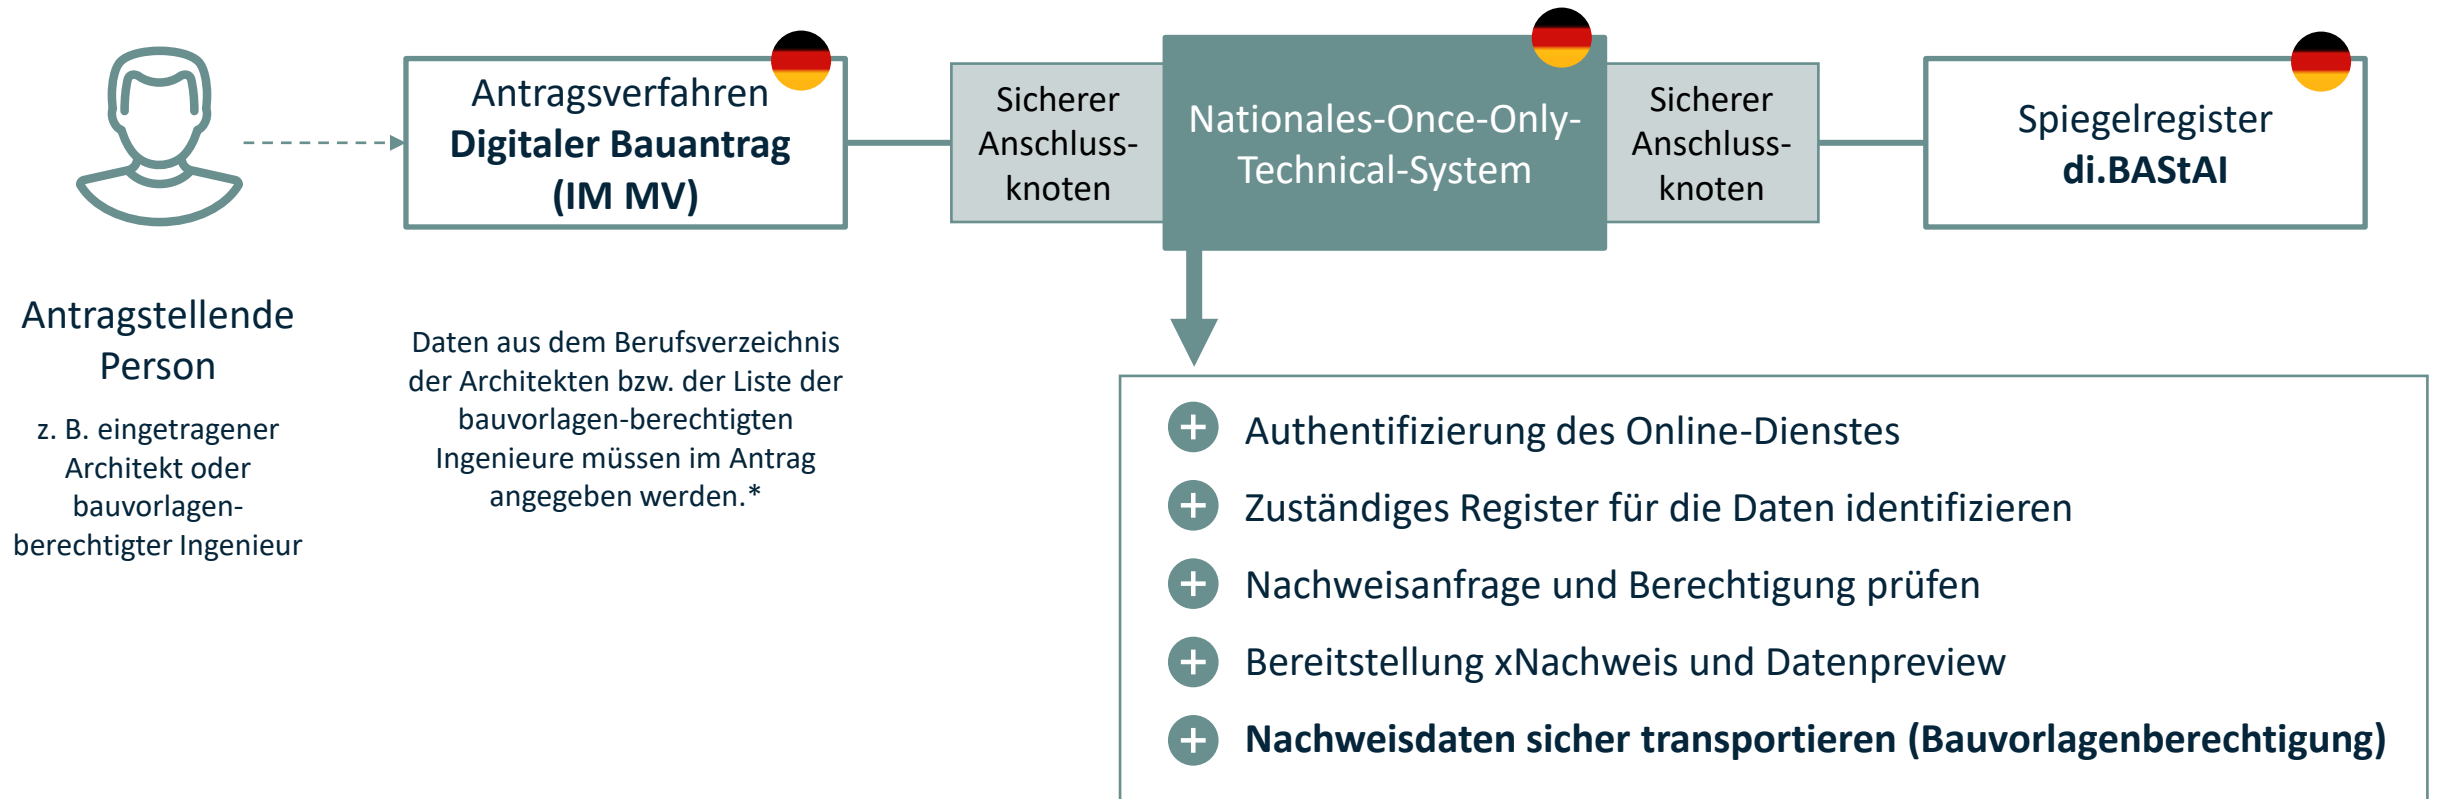 Antragsverfahren
Digitaler Bauantrag
(IM MV)
Sicherer
Anschluss-
knoten
Nationales-Once-Only-
Technical-System
Sicherer
Anschluss-
knoten
Spiegelregister
di.BAStAI
Antragstellende
Person
z. B. eingetragener
Architekt oder
bauvorlagen-
berechtigter Ingenieur
Daten aus dem Berufsverzeichnis
der Architekten bzw. der Liste der
bauvorlagen-berechtigten
Ingenieure müssen im Antrag
angegeben werden.*
Authentifizierung des Online-Dienstes
Zuständiges Register für die Daten identifizieren
Nachweisanfrage und Berechtigung prüfen
Bereitstellung xNachweis und Datenpreview
Nachweisdaten sicher transportieren (Bauvorlagenberechtigung)